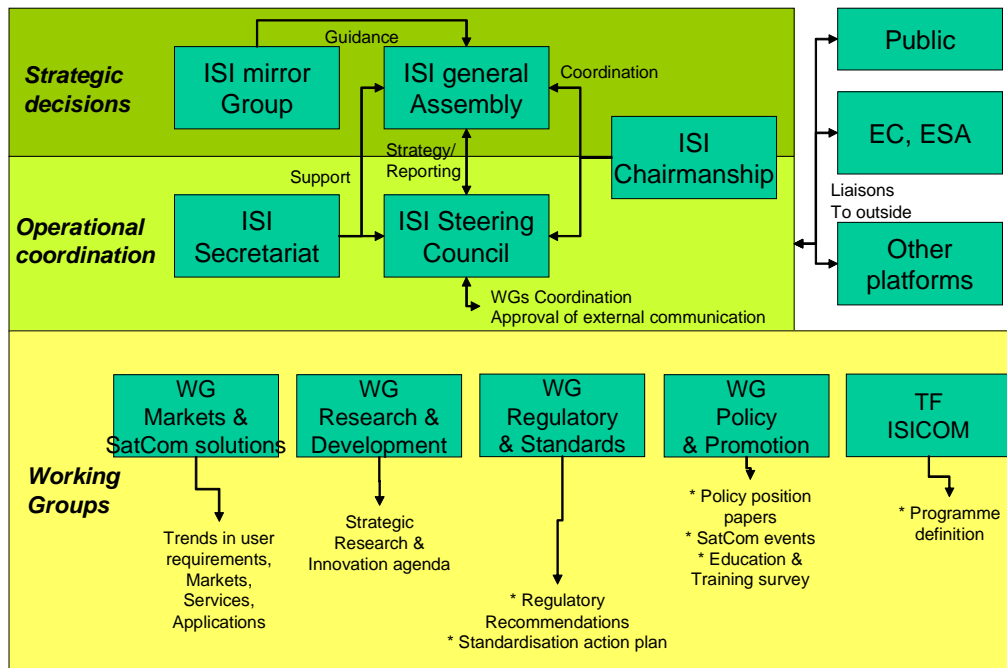 Strategic
decisions
Guidance
ISI mirror
Group
ISI general
Assembly
Coordination
Public
EC, ESA
Strategy/
Reporting
ISI
Chairmanship
Support
Liaisons
To outside
Operational
coordination
ISI
Secretariat
ISI Steering
Council
Other
platforms
WGs Coordination
Approval of external communication
Working
Groups
WG
Markets &
SatCom solutions
WG
Research &
Development
WG
Regulatory
& Standards
WG
Policy
& Promotion
TF
ISICOM
Trends in user
requirements,
Markets,
Services,
Applications
Strategic
Research &
Innovation agenda
* Regulatory
Recommendations
* Standardisation action plan
* Policy position
papers
* SatCom events
* Education &
Training survey
* Programme
definition